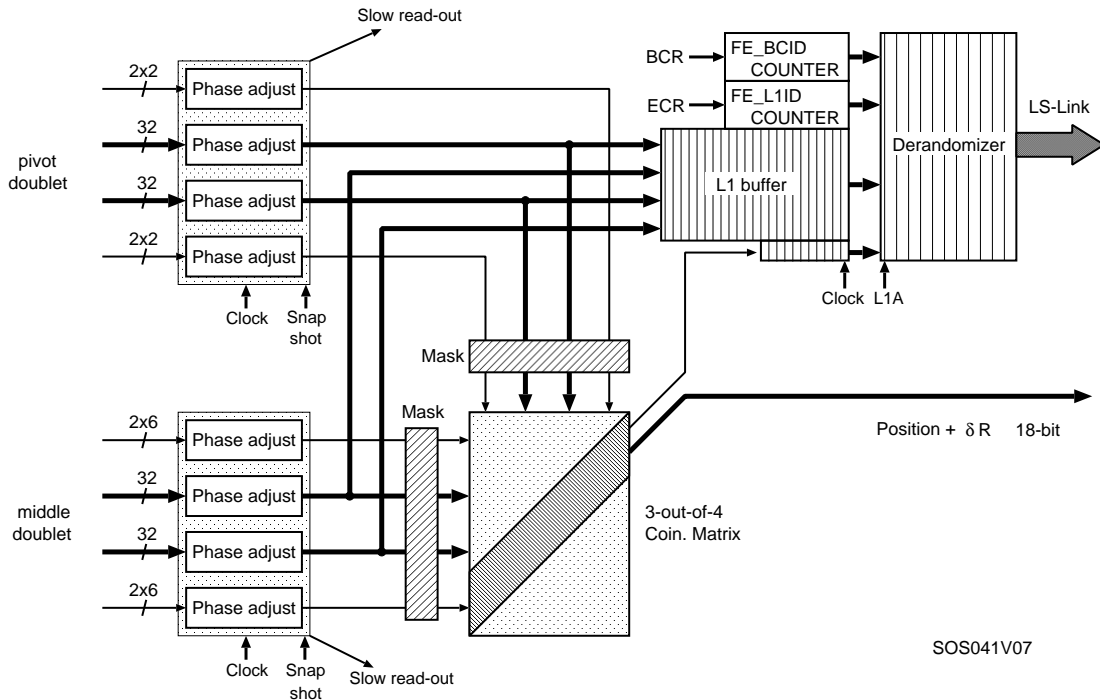 Slow read-out
BCR
FE_BCID
COUNTER
ECR
FE_L1ID
COUNTER
LS-Link
Derandomizer
L1 buffer
Clock
L1A
pivot
doublet
2x2
Phase adjust
32
Phase adjust
32
Phase adjust
2x2
Phase adjust
Clock
Snap
shot
Mask
Mask
middle
doublet
2x6
Phase adjust
32
Phase adjust
32
Phase adjust
2x6
Phase adjust
Clock
Snap
shot
Slow read-out
Position + δ R 18-bit
3-out-of-4
Coin. Matrix
SOS041V07